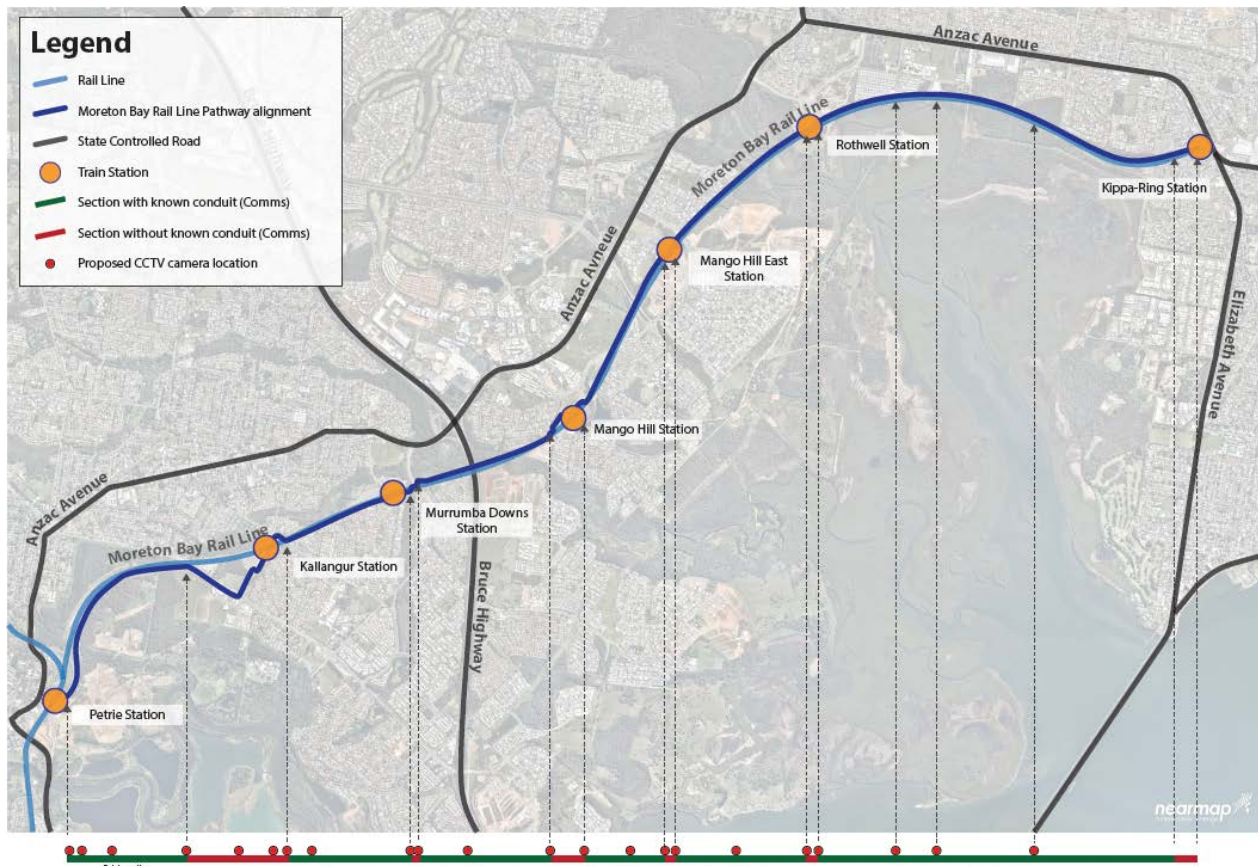 Legend
Rail Line
Moreton Bay Rail Line Pathway alignment
State Controlled Road
Train Station
Section with known conduit (Comms)
Section without known conduit (Comms)
Proposed CCTV camera location
Anzac Avenue
Moreton Bay Rail Line
Rothwell Station
Kippa-Ring Station
Mango Hill East
Station
Anzac Avneue
Elizabeth Avenue
Mango Hill Station
Anzac Avenue
Murrumba Downs
Station
Moreton Bay Rail Line
Kallangur Station
Bruce Highway
Petrie Station
nearmap